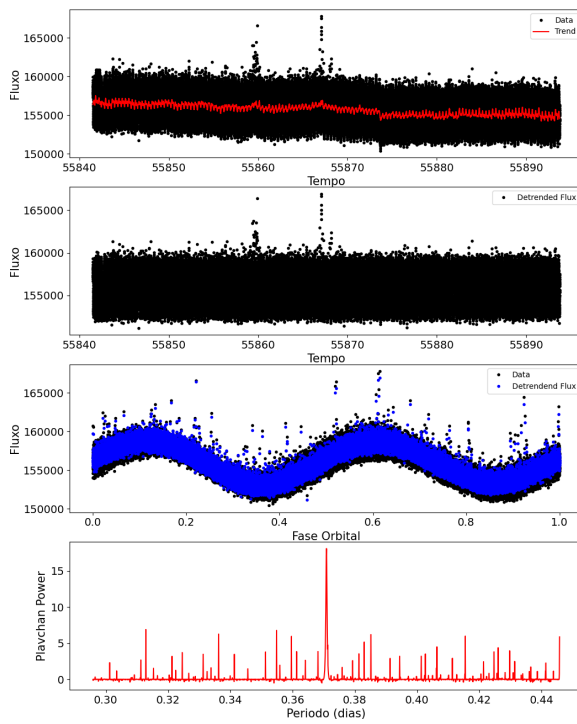 165000
160000
155000
150000
Fluxo
Data
Trend
55840 55850 55860 55870 55880 55890
Tempo
165000
160000
155000
Fluxo
Detrended Flux
55840 55850 55860 55870 55880 55890
Tempo
165000
160000
155000
150000
Fluxo
Data
Detrendend Flux
0.0 0.2 0.4 0.6 0.8 1.0
Fase Orbital
15
10
5
0
Plavchan Power
0.30 0.32 0.34 0.36 0.38 0.40 0.42 0.44
Periodo (dias)